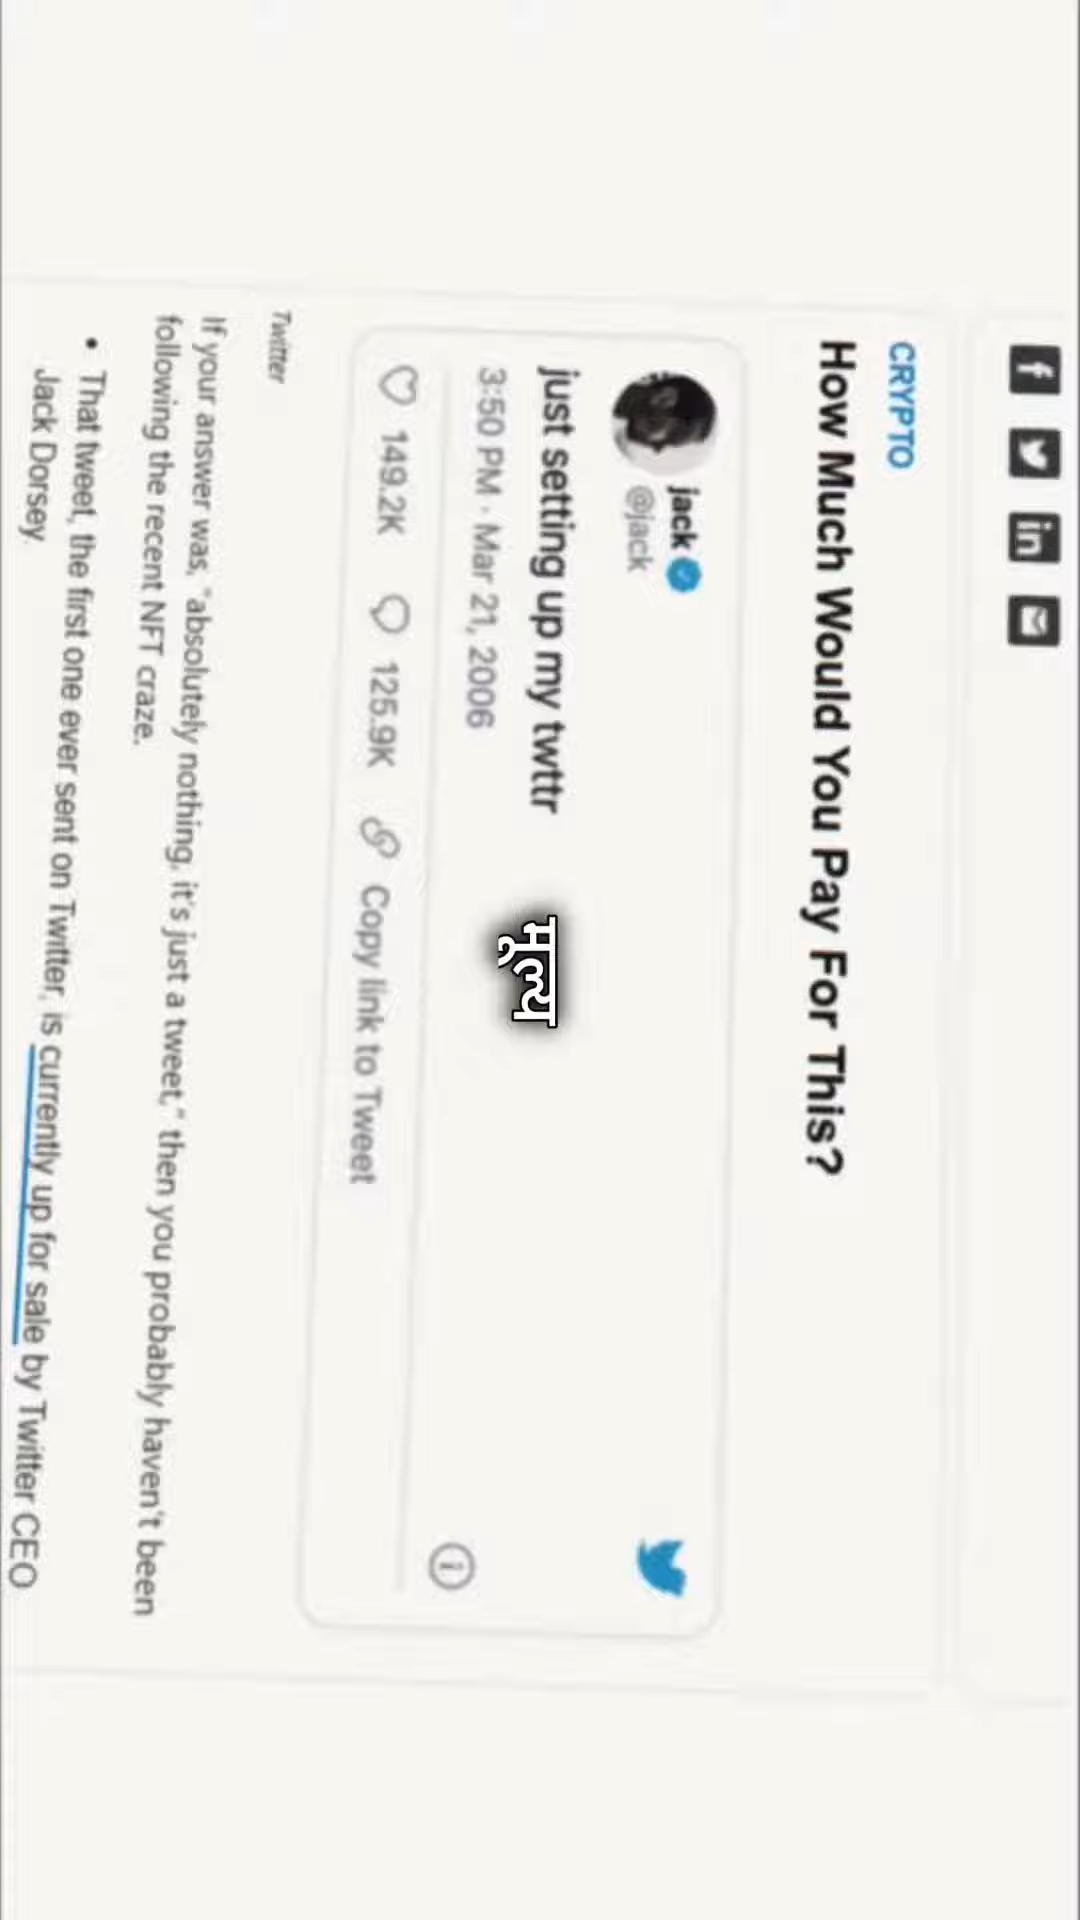 CRYPTO
How Much Would You Pay For This?
jack
@jack
just setting up my twttr
3:50 PM · Mar 21, 2006
149.2K 125.9K Copy link to Tweet
मूल्य
Twitter
If your answer was, "absolutely nothing, it's just a tweet," then you probably haven't been
following the recent NFT craze.
• That tweet, the first one ever sent on Twitter, is currently up for sale by Twitter CEO
Jack Dorsey.